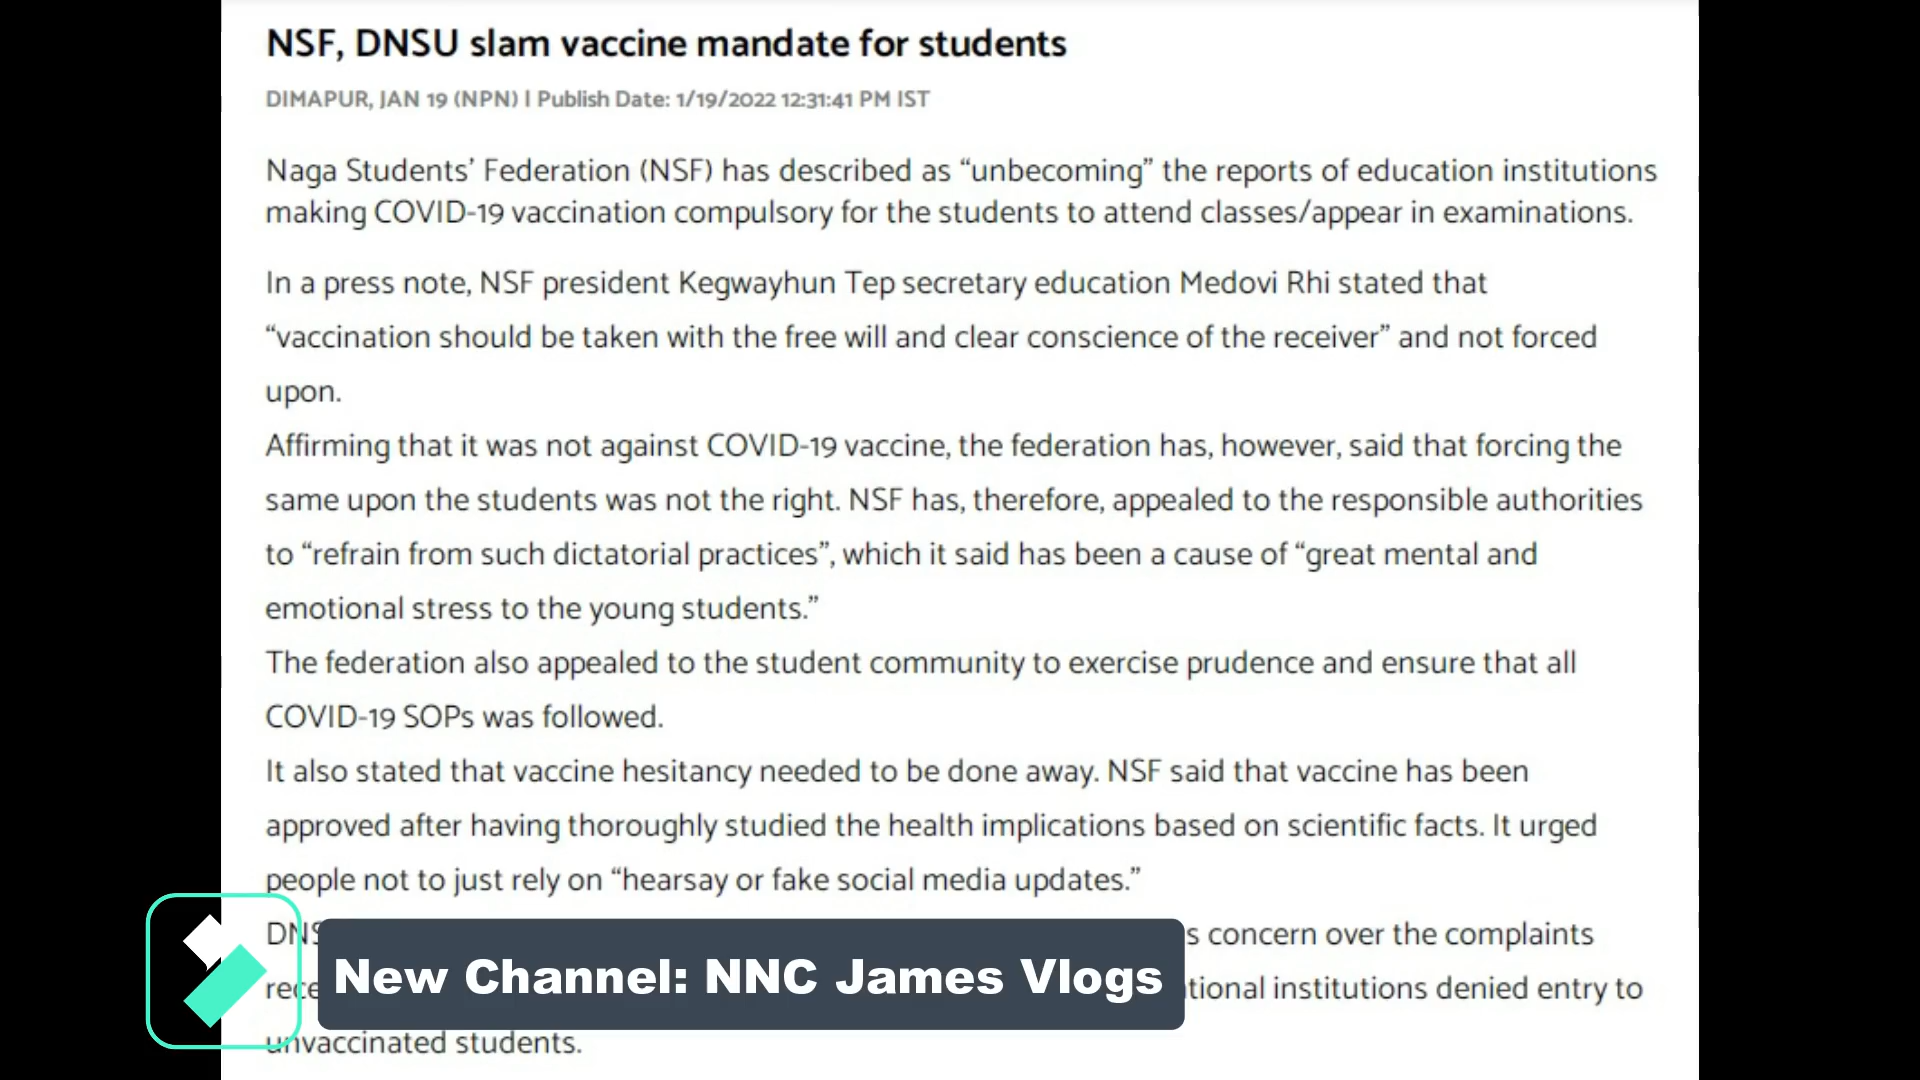 NSF, DNSU slam vaccine mandate for students
DIMAPUR, JAN 19 (NPN) | Publish Date: 1/19/2022 12:31:41 PM IST
Naga Students’ Federation (NSF) has described as “unbecoming” the reports of education institutions
making COVID-19 vaccination compulsory for the students to attend classes/appear in examinations.
In a press note, NSF president Kegwayhun Tep secretary education Medovi Rhi stated that
“vaccination should be taken with the free will and clear conscience of the receiver” and not forced
upon.
Affirming that it was not against COVID-19 vaccine, the federation has, however, said that forcing the
same upon the students was not the right. NSF has, therefore, appealed to the responsible authorities
to “refrain from such dictatorial practices”, which it said has been a cause of “great mental and
emotional stress to the young students.”
The federation also appealed to the student community to exercise prudence and ensure that all
COVID-19 SOPs was followed.
It also stated that vaccine hesitancy needed to be done away. NSF said that vaccine has been
approved after having thoroughly studied the health implications based on scientific facts. It urged
people not to just rely on “hearsay or fake social media updates.”
concern over the complaints
New Channel: NNC James Vlogs
institutions denied entry to
unvaccinated students.